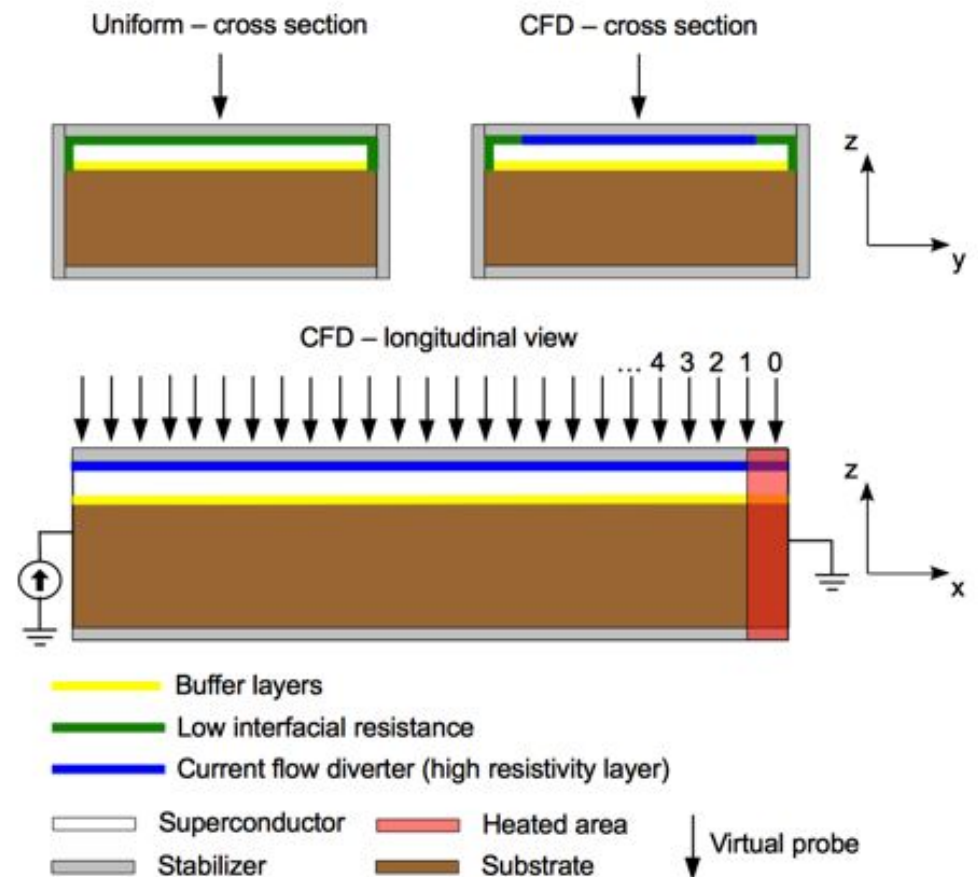 Uniform – cross section
CFD – cross section
z
y
CFD – longitudinal view
... 4 3 2 1 0
z
x
Buffer layers
Low interfacial resistance
Current flow diverter (high resistivity layer)
Superconductor
Heated area
Virtual probe
Stabilizer
Substrate